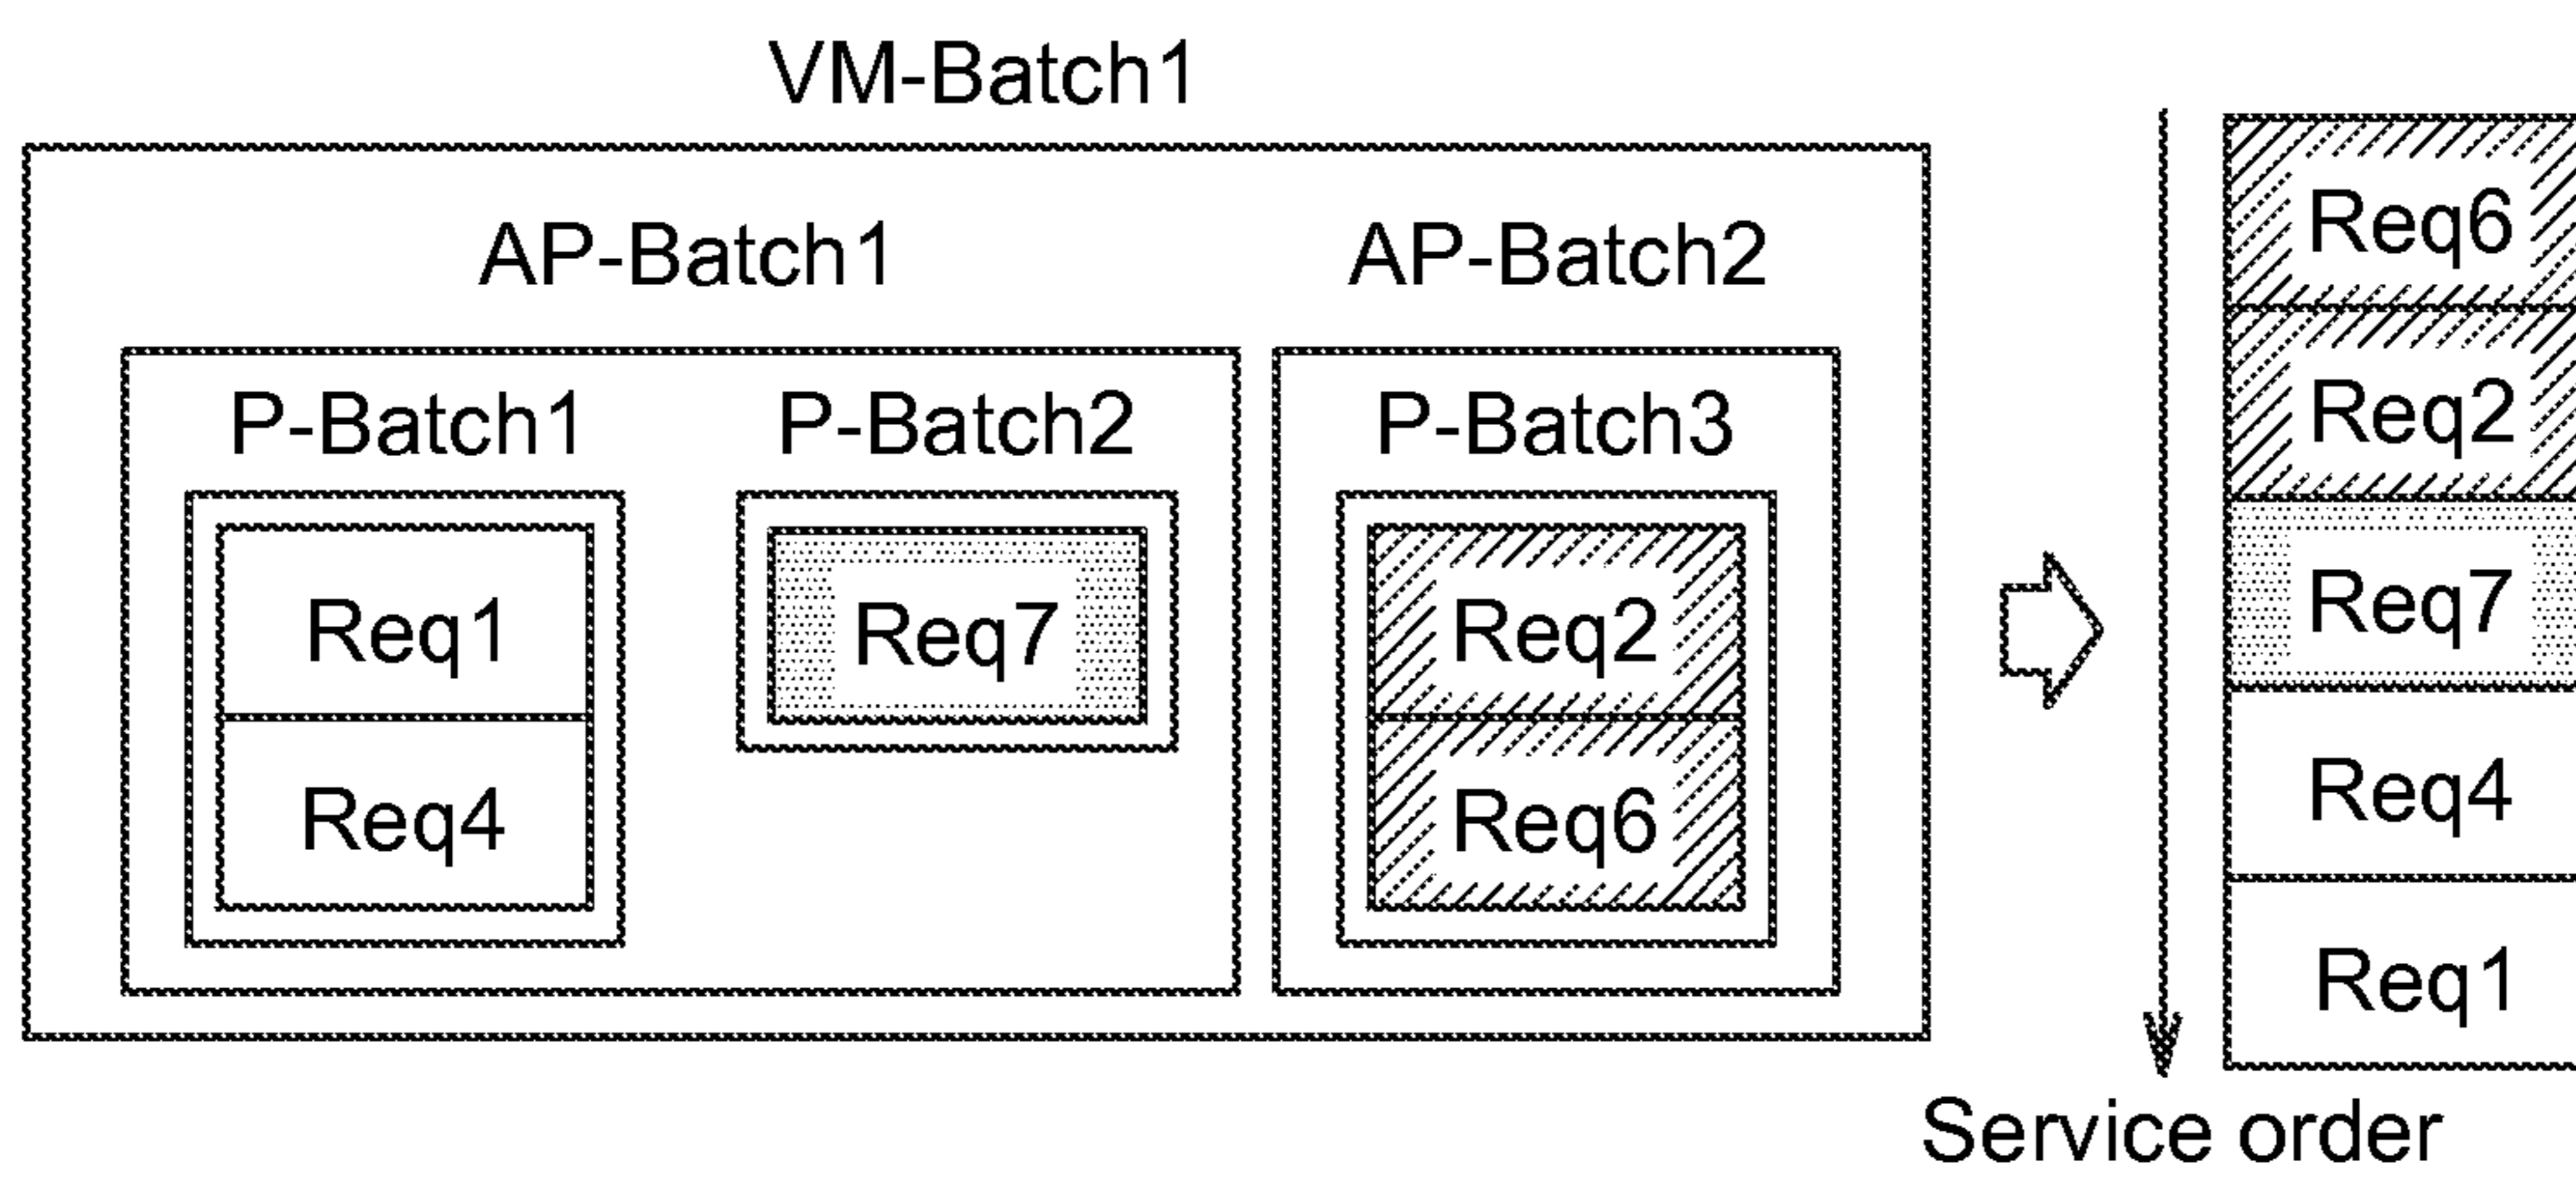 VM-Batch1
AP-Batch1
AP-Batch2
P-Batch1
P-Batch2
P-Batch3
Req1
Req4
Req7
Req2
Req6
Req6
Req2
Req7
Req4
Req1
Service order